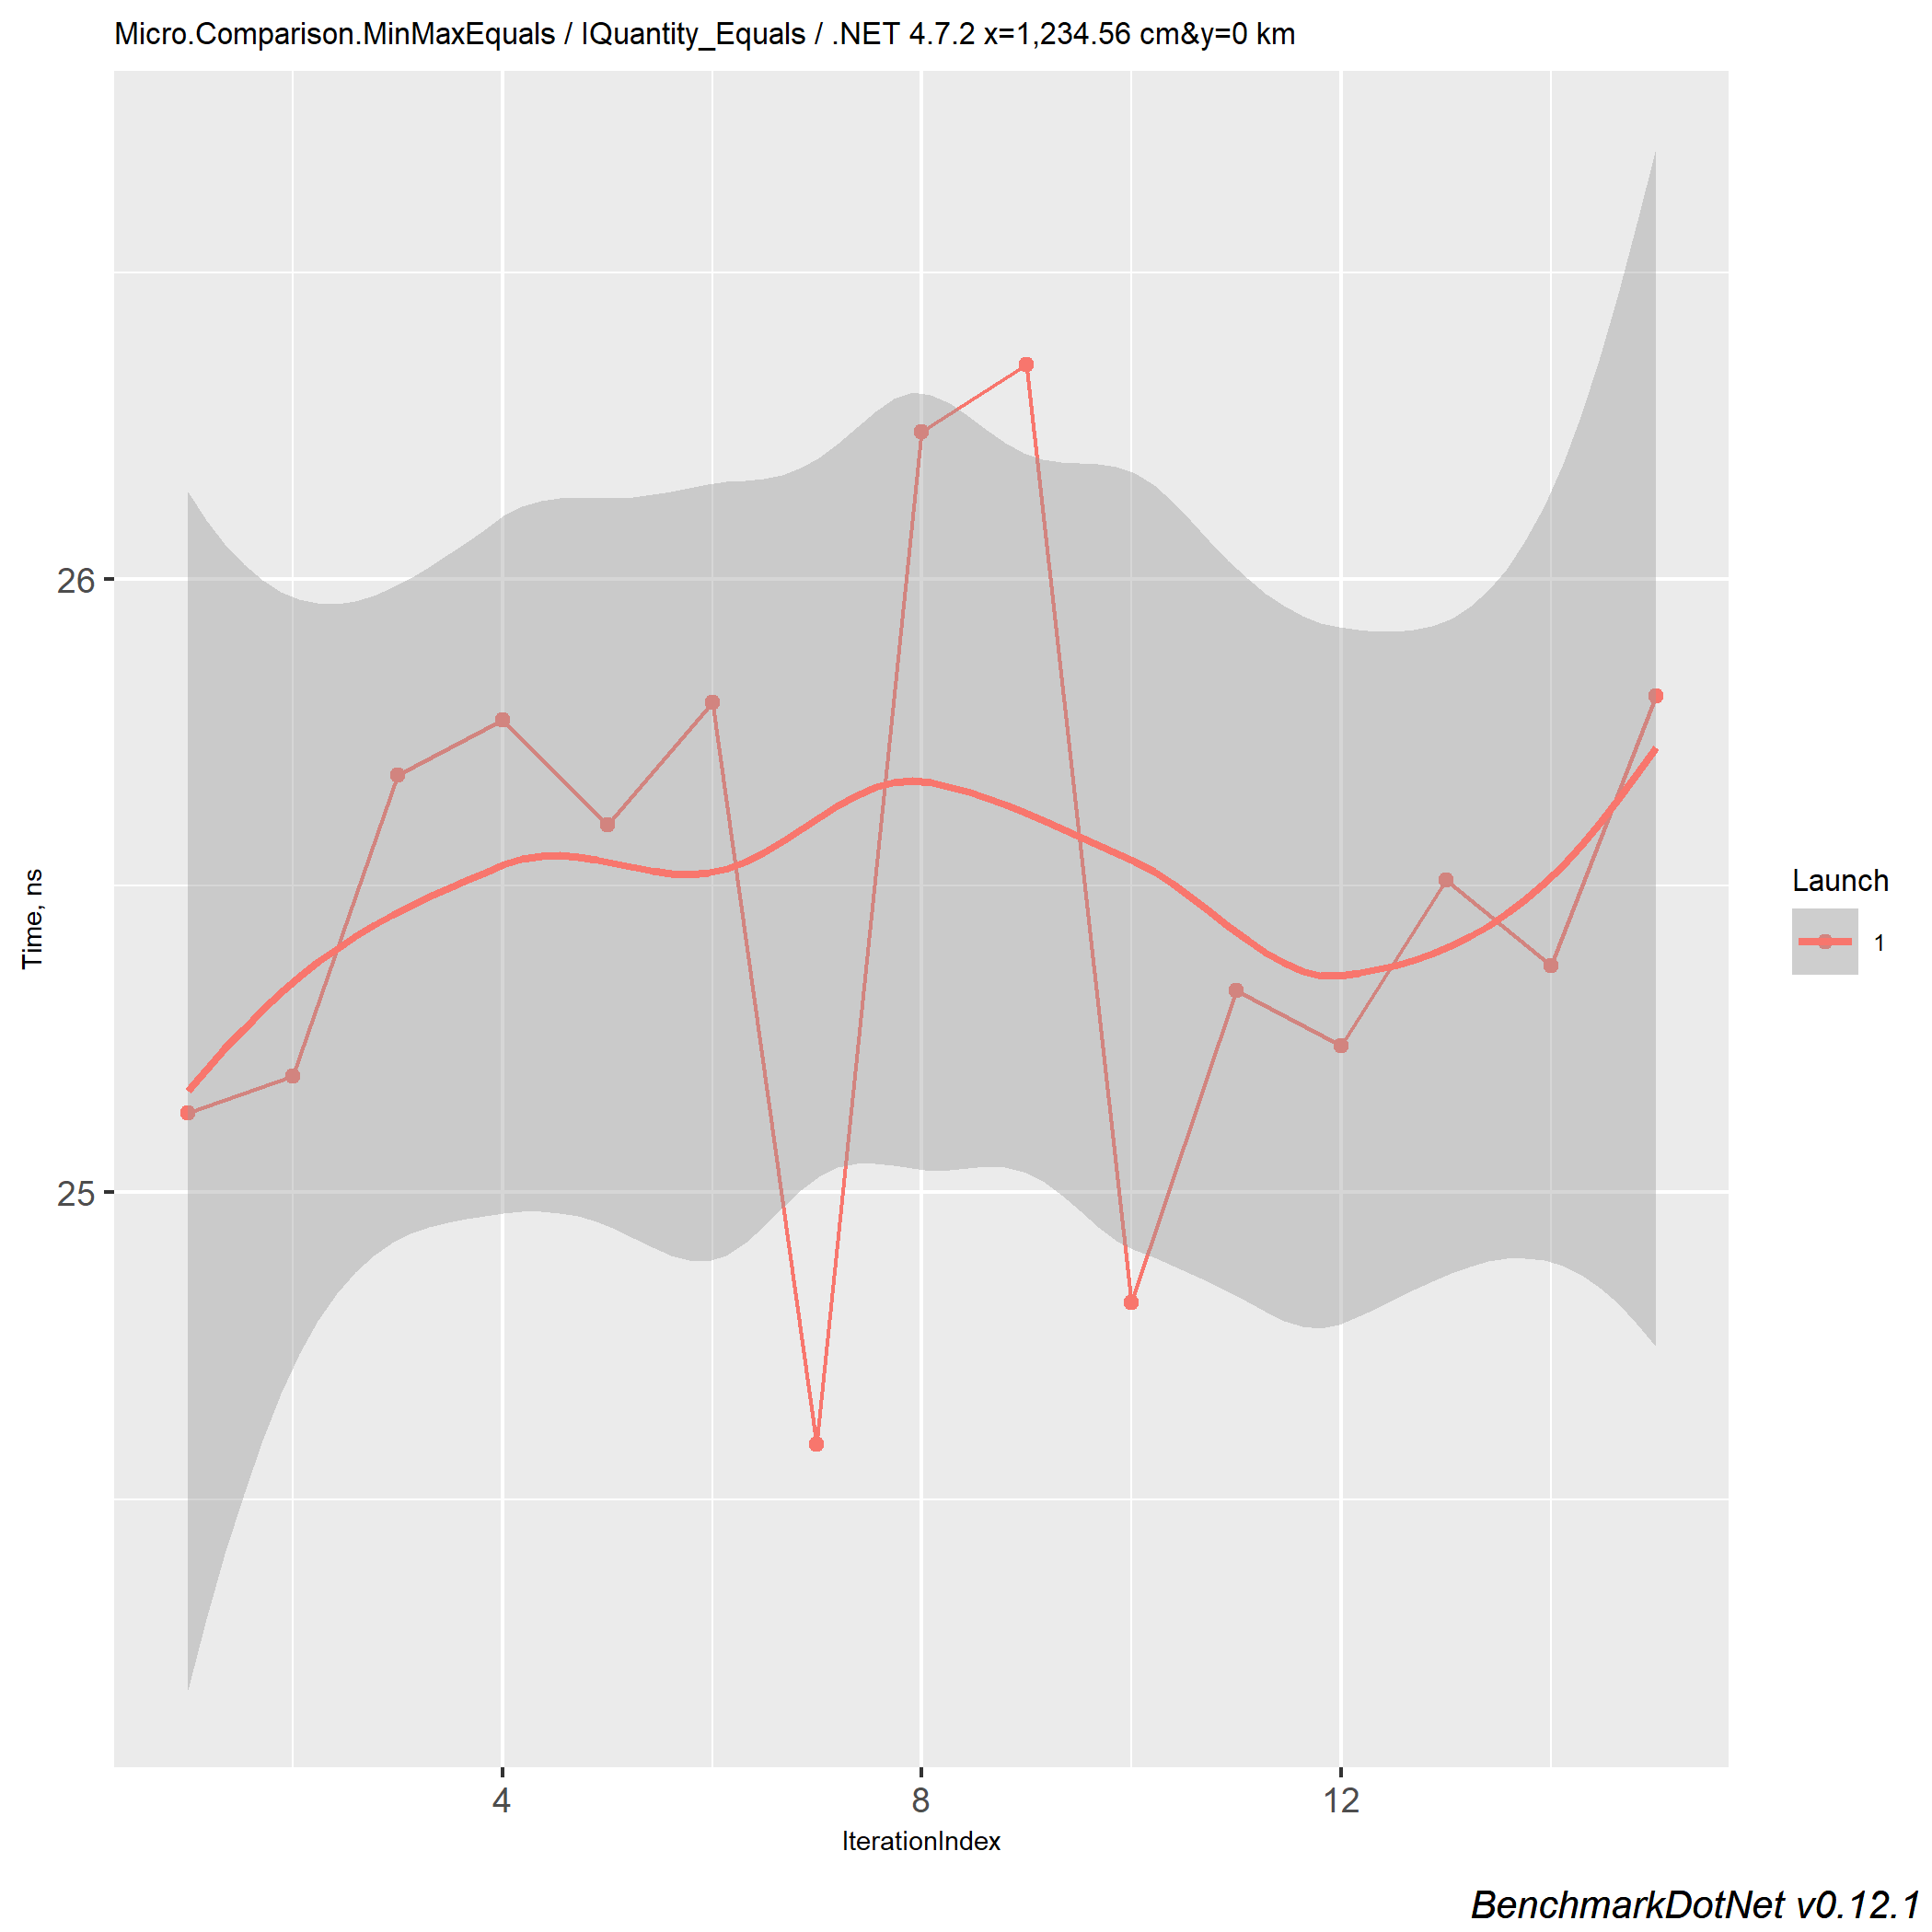 Micro.Comparison.MinMaxEquals / IQuantity_Equals / .NET 4.7.2 x=1,234.56 cm&y=0 km
26
25
Time, ns
4
8
12
IterationIndex
Launch
1
BenchmarkDotNet v0.12.1